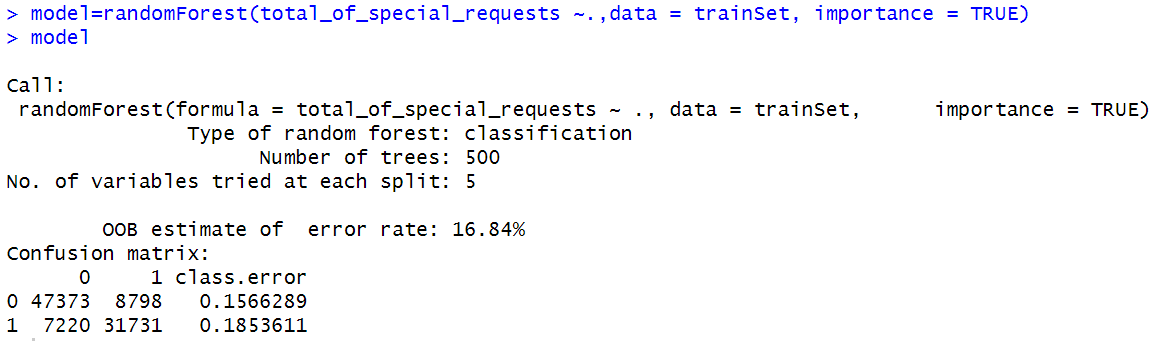 > model=randomForest(total_of_special_requests ~.,data = trainSet, importance = TRUE)
> model
Call:
 randomForest(formula = total_of_special_requests ~ ., data = trainSet,      importance = TRUE)
               Type of random forest: classification
                     Number of trees: 500
No. of variables tried at each split: 5
        OOB estimate of  error rate: 16.84%
Confusion matrix:
      0     1 class.error
0 47373  8798   0.1566289
1  7220 31731   0.1853611